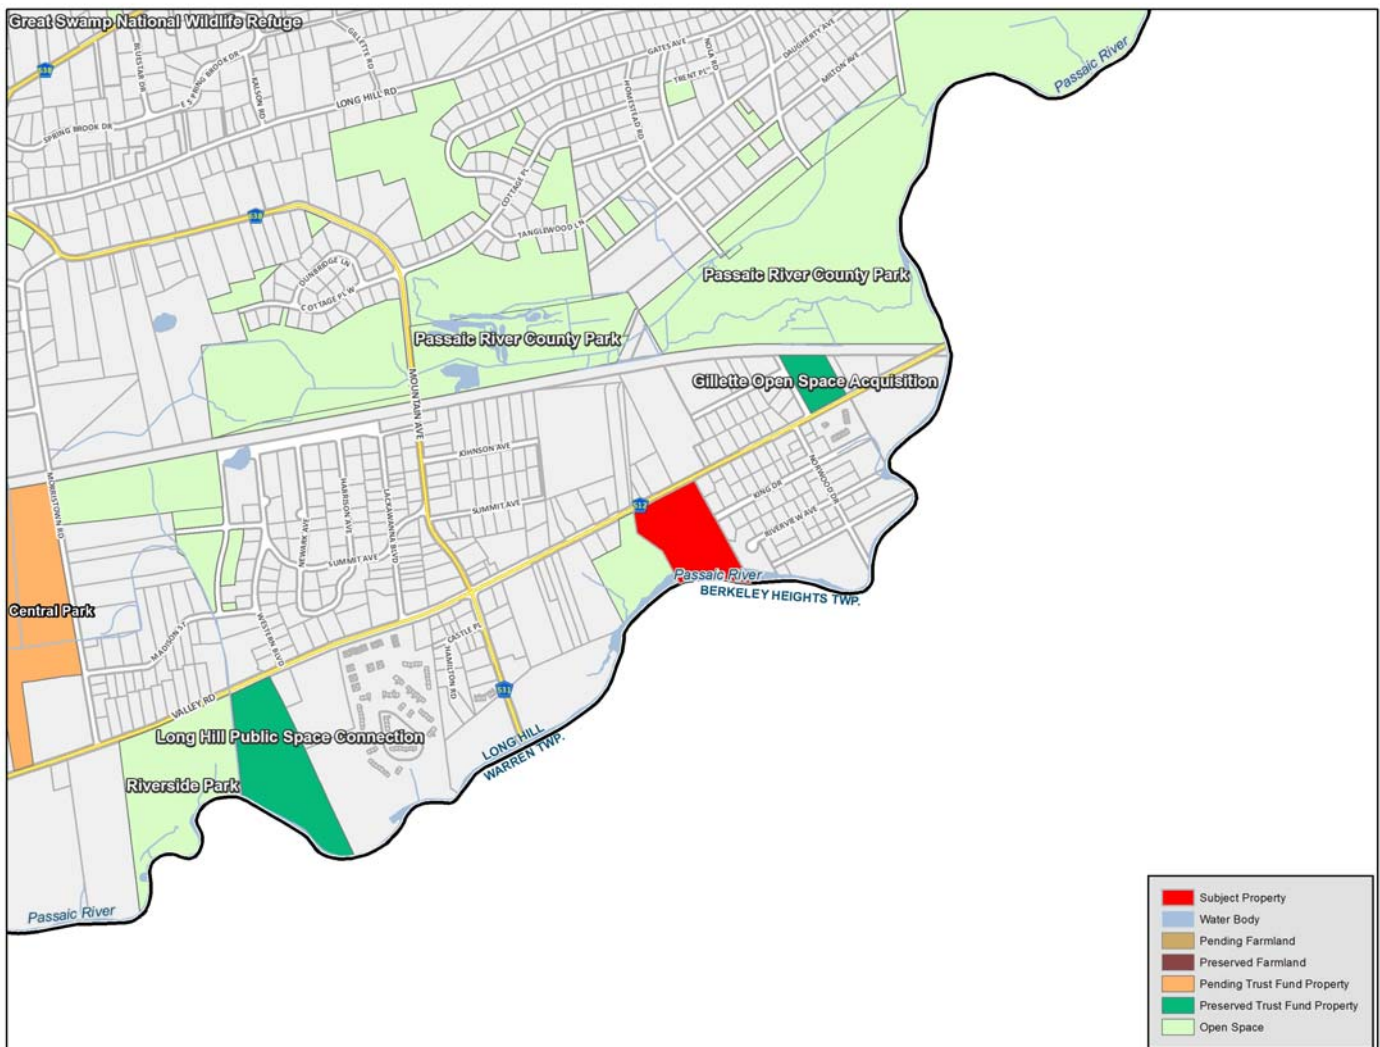 Great Swamp National Wildlife Refuge
638
BLUESTAR DR
E SPRING BROOK DR
KALSON RD
GILLETTE RD
LONG HILL RD
SPRING BROOK DR
GATES AVE
NOLA RD
TRENT PL
DAUGHERTY AVE
MILTON AVE
HOMESTEAD RD
Passaic River
638
COTTAGE PL
TANGLEWOOD LN
DUNBRIDGE LN
COTTAGE PL W
Passaic River County Park
Passaic River County Park
Gillette Open Space Acquisition
MOUNTAIN AVE
JOHNSON AVE
SUMMIT AVE
MORRISTOWN RD
HARRISON AVE
LACKAWANNA BLVD
NEWARK AVE
SUMMIT AVE
512
KING DR
NORWOOD DR
RIVERVIEW AVE
Passaic River
BERKELEY HEIGHTS TWP.
Central Park
MADISON ST
WESTERN BLVD
CASTLE PL
HAMILTON RD
531
VALLEY RD
Long Hill Public Space Connection
LONG HILL
WARREN TWP.
Riverside Park
Passaic River
Subject Property
Water Body
Pending Farmland
Preserved Farmland
Pending Trust Fund Property
Preserved Trust Fund Property
Open Space